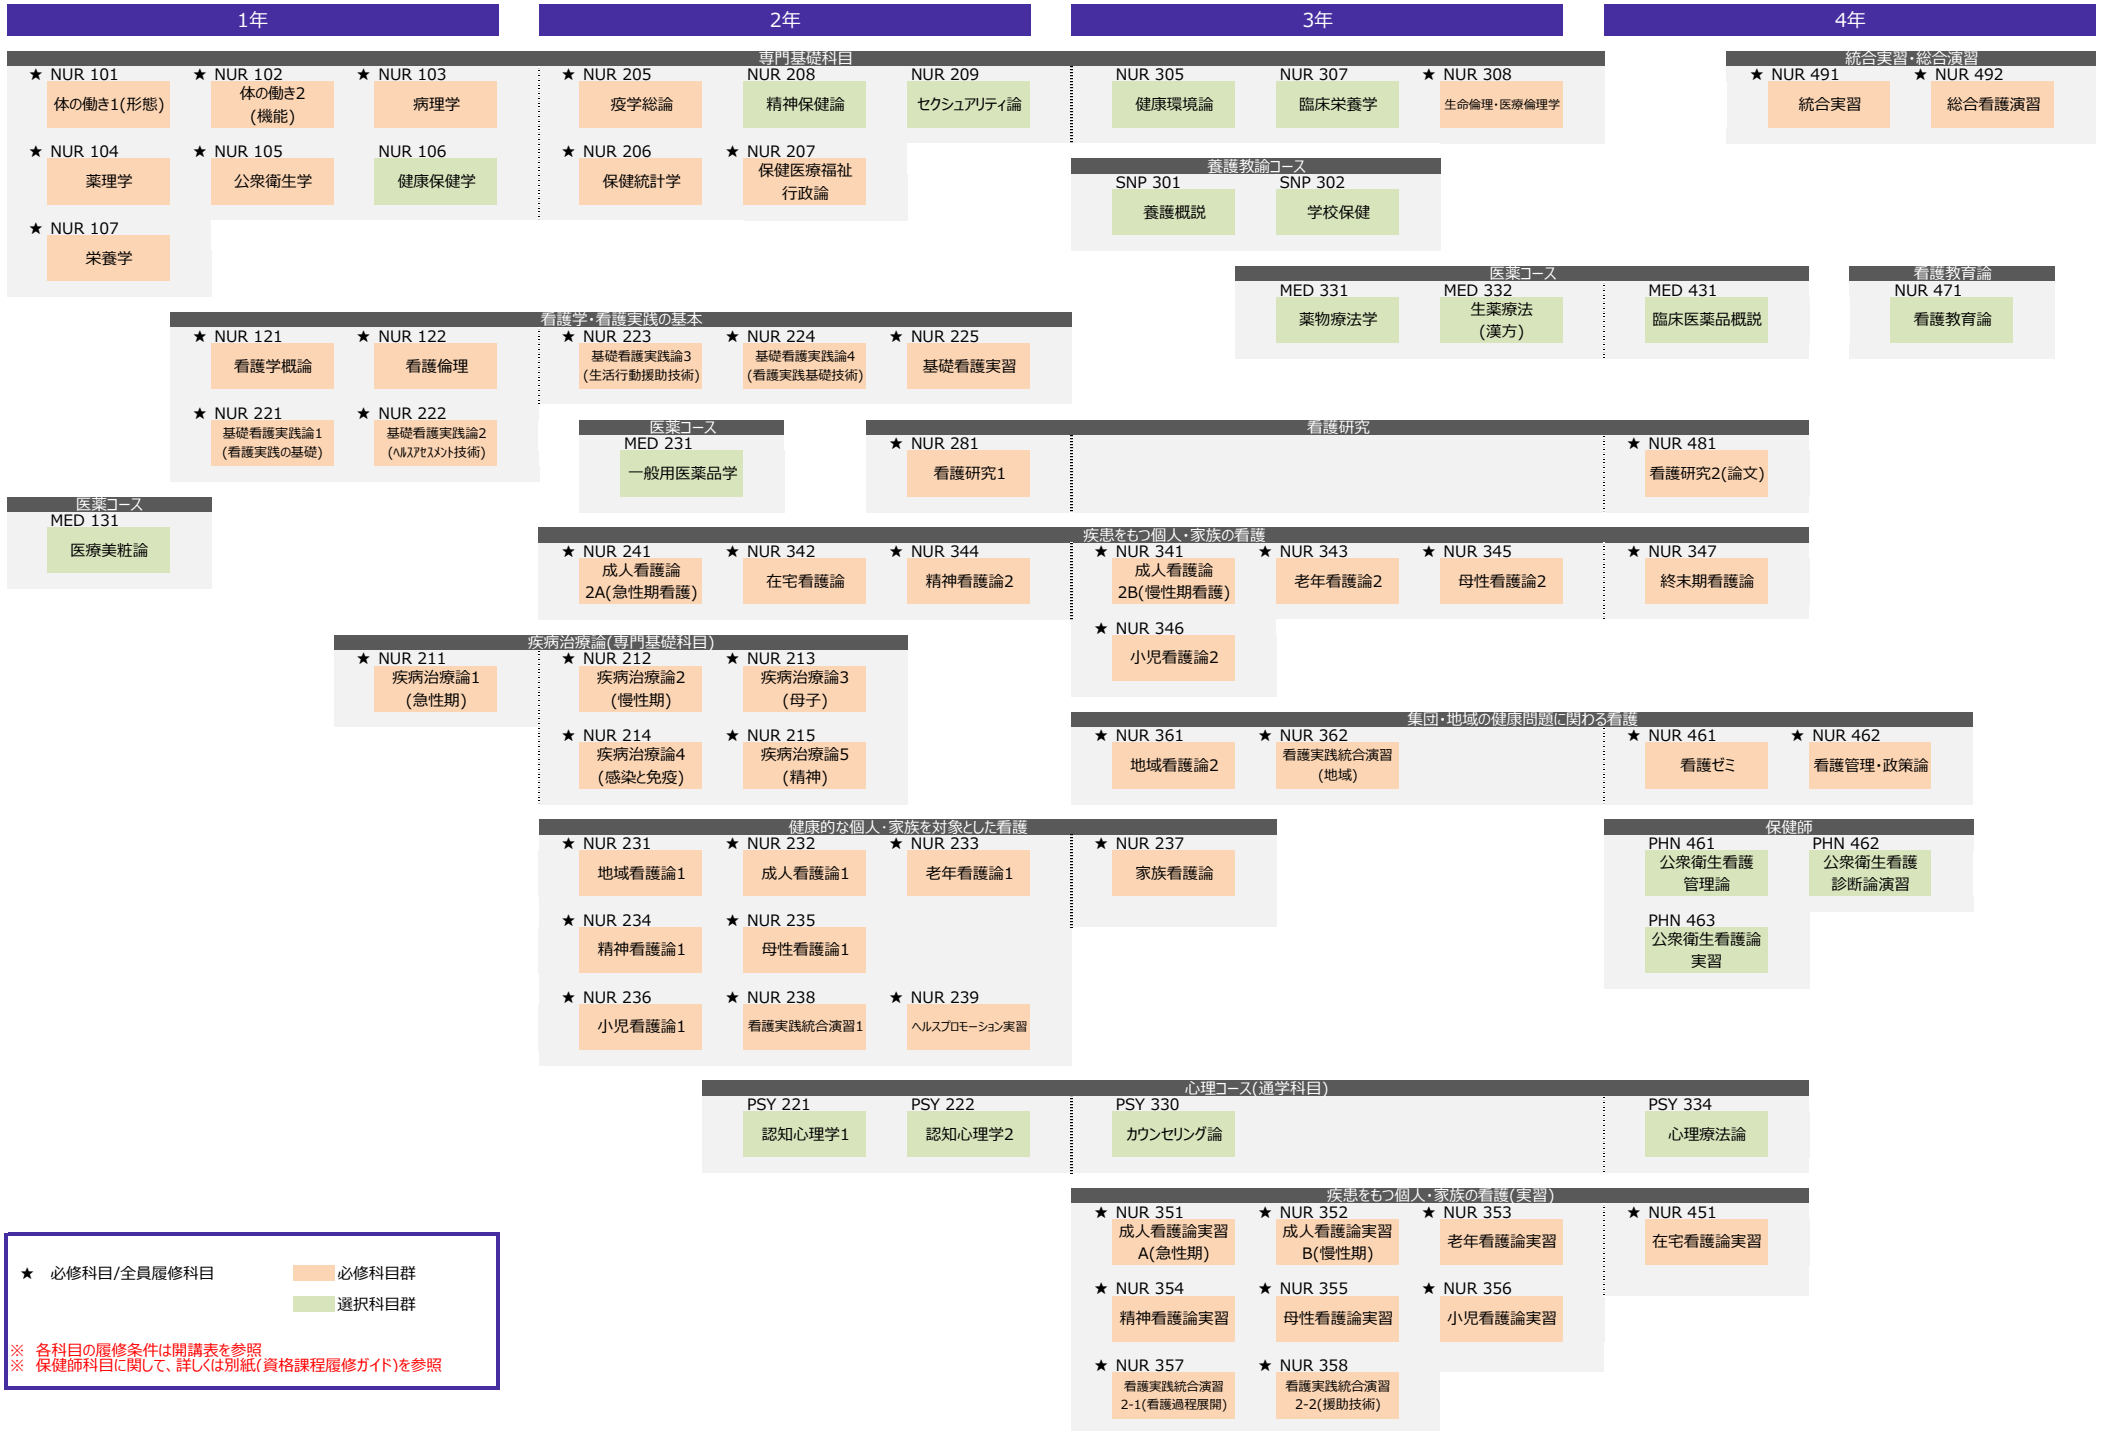 1年
2年
3年
4年
専門基礎科目
統合実習・総合演習
★ NUR 101
★ NUR 102
★ NUR 103
★ NUR 205
NUR 208
NUR 209
NUR 305
NUR 307
★ NUR 308
★ NUR 491
★ NUR 492
体の働き1(形態)
体の働き2
(機能)
病理学
疫学総論
精神保健論
セクシュアリティ論
健康環境論
臨床栄養学
生命倫理・医療倫理学
統合実習
総合看護演習
★ NUR 104
★ NUR 105
NUR 106
★ NUR 206
★ NUR 207
薬理学
公衆衛生学
健康保健学
保健統計学
保健医療福祉
行政論
養護教諭コース
SNP 301
SNP 302
養護概説
学校保健
★ NUR 107
栄養学
医薬コース
看護教育論
MED 331
MED 332
MED 431
NUR 471
薬物療法学
生薬療法
(漢方)
臨床医薬品概説
看護教育論
看護学・看護実践の基本
★ NUR 121
★ NUR 122
★ NUR 223
★ NUR 224
★ NUR 225
看護学概論
看護倫理
基礎看護実践論3
(生活行動援助技術)
基礎看護実践論4
(看護実践基礎技術)
基礎看護実習
★ NUR 221
★ NUR 222
基礎看護実践論1
(看護実践の基礎)
基礎看護実践論2
(ヘルスアセスメント技術)
医薬コース
MED 231
一般用医薬品学
看護研究
★ NUR 281
★ NUR 481
看護研究1
看護研究2(論文)
医薬コース
MED 131
医療美粧論
疾患をもつ個人・家族の看護
★ NUR 241
★ NUR 342
★ NUR 344
★ NUR 341
★ NUR 343
★ NUR 345
★ NUR 347
成人看護論
2A(急性期看護)
在宅看護論
精神看護論2
成人看護論
2B(慢性期看護)
老年看護論2
母性看護論2
終末期看護論
★ NUR 346
小児看護論2
疾病治療論(専門基礎科目)
★ NUR 211
★ NUR 212
★ NUR 213
疾病治療論1
(急性期)
疾病治療論2
(慢性期)
疾病治療論3
(母子)
★ NUR 214
★ NUR 215
疾病治療論4
(感染と免疫)
疾病治療論5
(精神)
集団・地域の健康問題に関わる看護
★ NUR 361
★ NUR 362
★ NUR 461
★ NUR 462
地域看護論2
看護実践統合演習
(地域)
看護ゼミ
看護管理・政策論
健康的な個人・家族を対象とした看護
★ NUR 231
★ NUR 232
★ NUR 233
★ NUR 237
地域看護論1
成人看護論1
老年看護論1
家族看護論
★ NUR 234
★ NUR 235
精神看護論1
母性看護論1
★ NUR 236
★ NUR 238
★ NUR 239
小児看護論1
看護実践統合演習1
ヘルスプロモーション実習
保健師
PHN 461
PHN 462
公衆衛生看護
管理論
公衆衛生看護
診断論演習
PHN 463
公衆衛生看護論
実習
心理コース(通学科目)
PSY 221
PSY 222
PSY 330
PSY 334
認知心理学1
認知心理学2
カウンセリング論
心理療法論
疾患をもつ個人・家族の看護(実習)
★ NUR 351
★ NUR 352
★ NUR 353
★ NUR 451
成人看護論実習
A(急性期)
成人看護論実習
B(慢性期)
老年看護論実習
在宅看護論実習
★ NUR 354
★ NUR 355
★ NUR 356
精神看護論実習
母性看護論実習
小児看護論実習
★ NUR 357
★ NUR 358
看護実践統合演習
2-1(看護過程展開)
看護実践統合演習
2-2(援助技術)
★ 必修科目/全員履修科目
必修科目群
選択科目群
※ 各科目の履修条件は開講表を参照
※ 保健師科目に関して、詳しくは別紙(資格課程履修ガイド)を参照